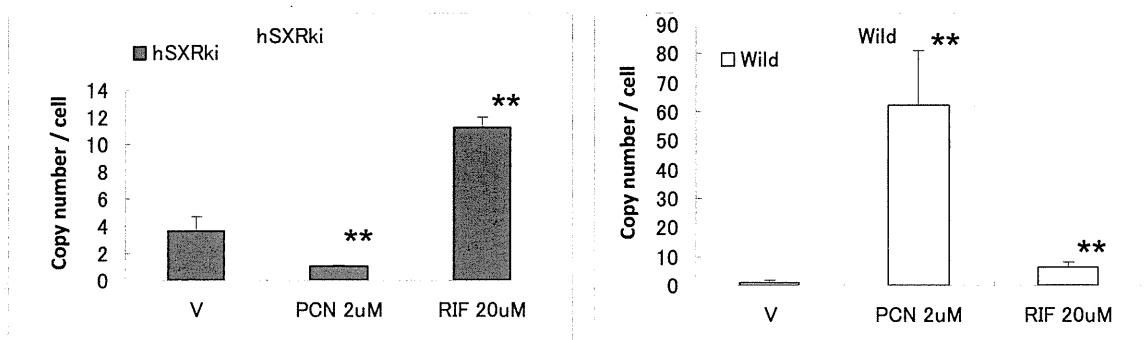 hSXRki
hSXRki
Copy number / cell
14
12
10
8
6
4
2
0
**
**
V
PCN 2uM
RIF 20uM
Wild
Wild
Copy number / cell
90
80
70
60
50
40
30
20
10
0
**
**
V
PCN 2uM
RIF 20uM